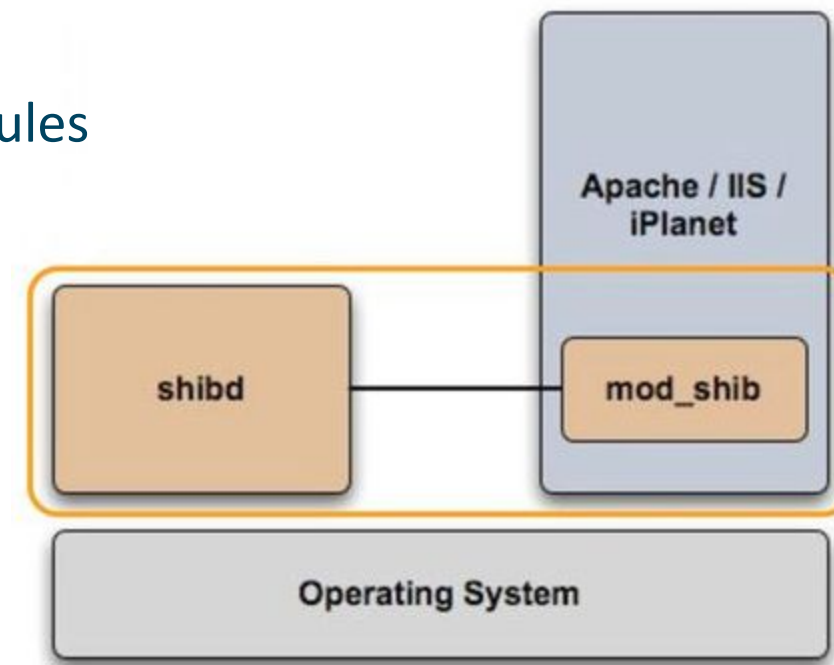 ules
Apache / IIS /
iPlanet
shibd
mod_shib
Operating System